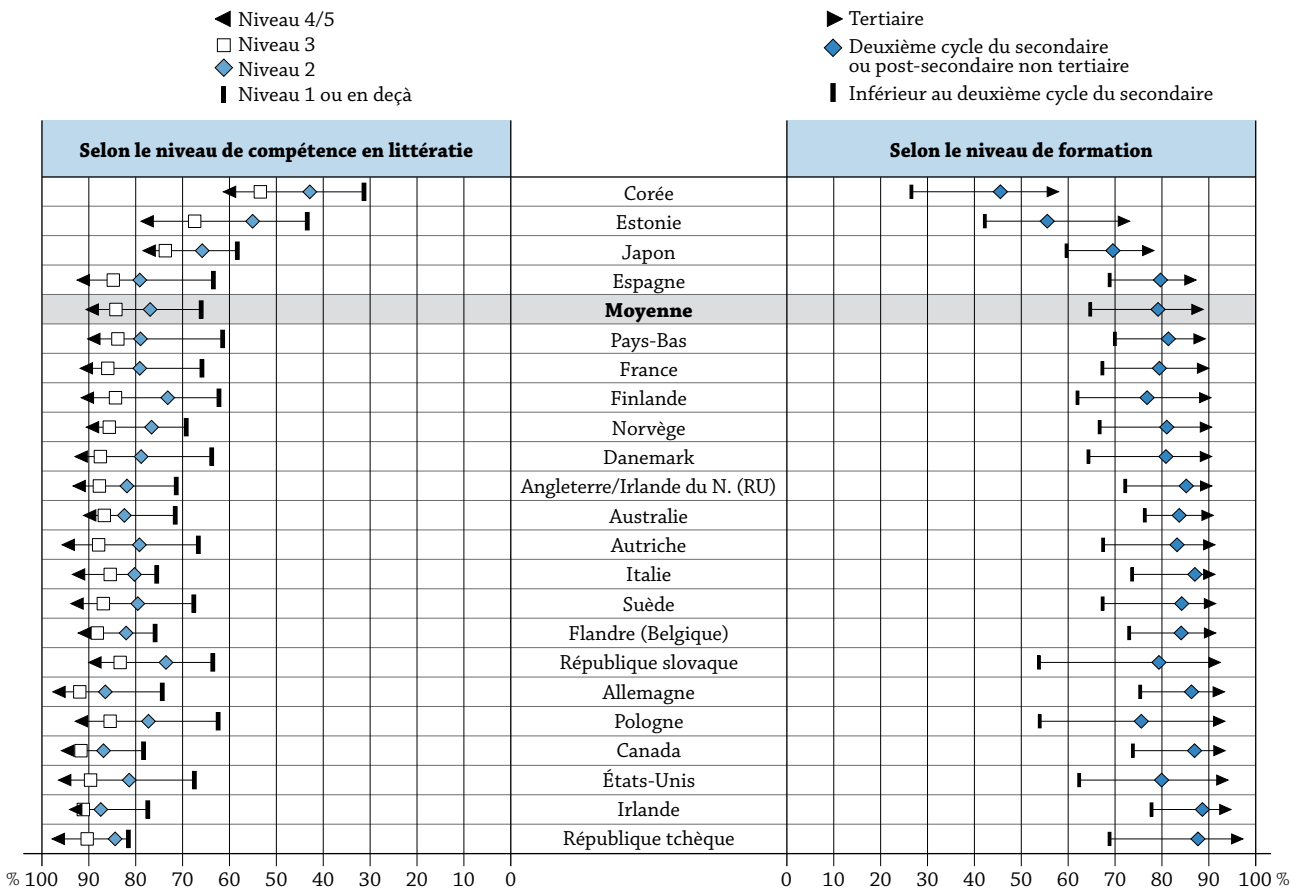 Niveau 4/5
Niveau 3
Niveau 2
Niveau 1 ou en deçà
Tertiaire
Deuxième cycle du secondaire
ou post-secondaire non tertiaire
Inférieur au deuxième cycle du secondaire
Selon le niveau de compétence en littératie
Selon le niveau de formation
Corée
Estonie
Japon
Espagne
Moyenne
Pays-Bas
France
Finlande
Norvège
Danemark
Angleterre/Irlande du N. (RU)
Australie
Autriche
Italie
Suède
Flandre (Belgique)
République slovaque
Allemagne
Pologne
Canada
États-Unis
Irlande
République tchèque
% 100 90 80 70 60 50 40 30 20 10 0
0 10 20 30 40 50 60 70 80 90 100 %